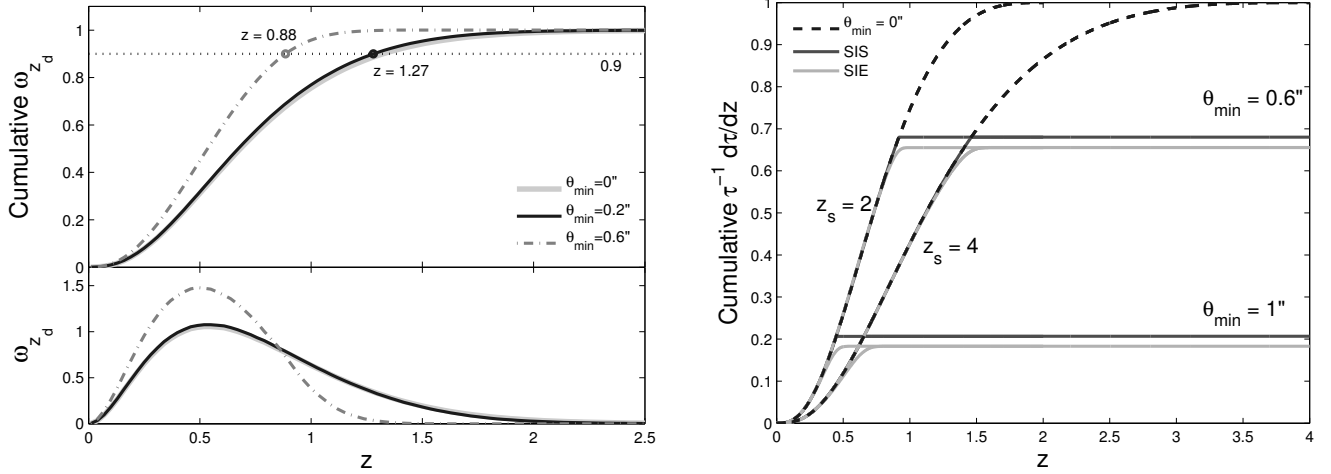 1
0.8
0.6
0.4
0.2
0
Cumulative ω_{z_d}
z = 0.88
z = 1.27
0.9
θ_min=0"
θ_min=0.2"
θ_min=0.6"
1.5
1
0.5
0
ω_{z_d}
0 0.5 1 1.5 2 2.5
z
1
0.9
0.8
0.7
0.6
0.5
0.4
0.3
0.2
0.1
0
Cumulative τ⁻¹ dτ/dz
θ_min = 0"
SIS
SIE
θ_min = 0.6"
z_s = 2
z_s = 4
θ_min = 1"
0 0.5 1 1.5 2 2.5 3 3.5 4
z